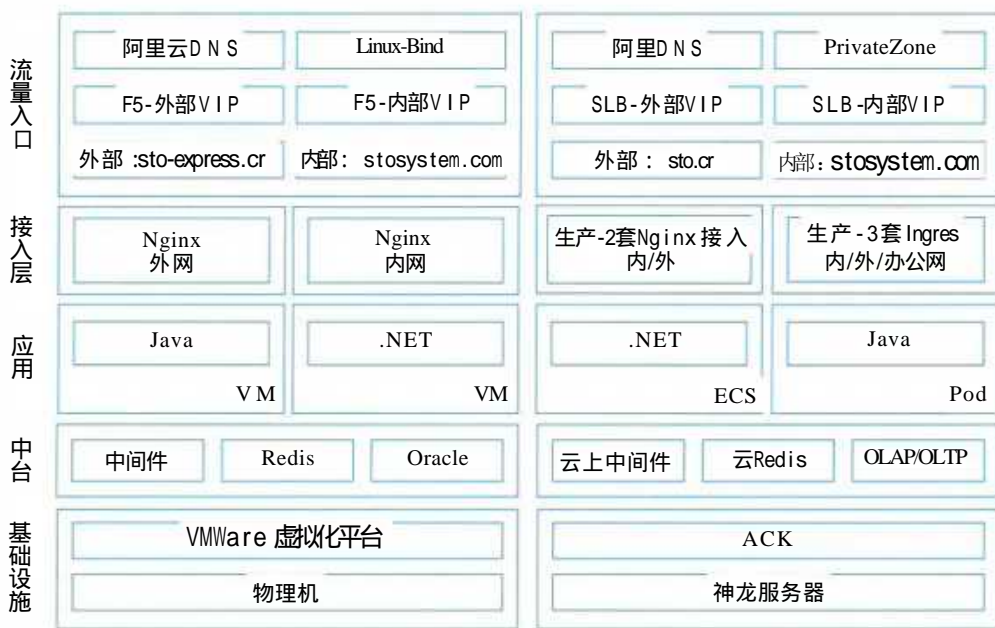 流量入口
阿里云DNS
Linux-Bind
F5-外部VIP
F5-内部VIP
外部:sto-express.cr
内部: stosystem.com
阿里DNS
PrivateZone
SLB-外部VIP
SLB-内部VIP
外部: sto.cr
内部: stosystem.com
接入层
Nginx
外网
Nginx
内网
生产-2套Nginx接入
内/外
生产-3套Ingres
内/外/办公网
应用
Java
VM
.NET
VM
.NET
ECS
Java
Pod
中台
中间件
Redis
Oracle
云上中间件
云Redis
OLAP/OLTP
基础设施
VMWare 虚拟化平台
物理机
ACK
神龙服务器